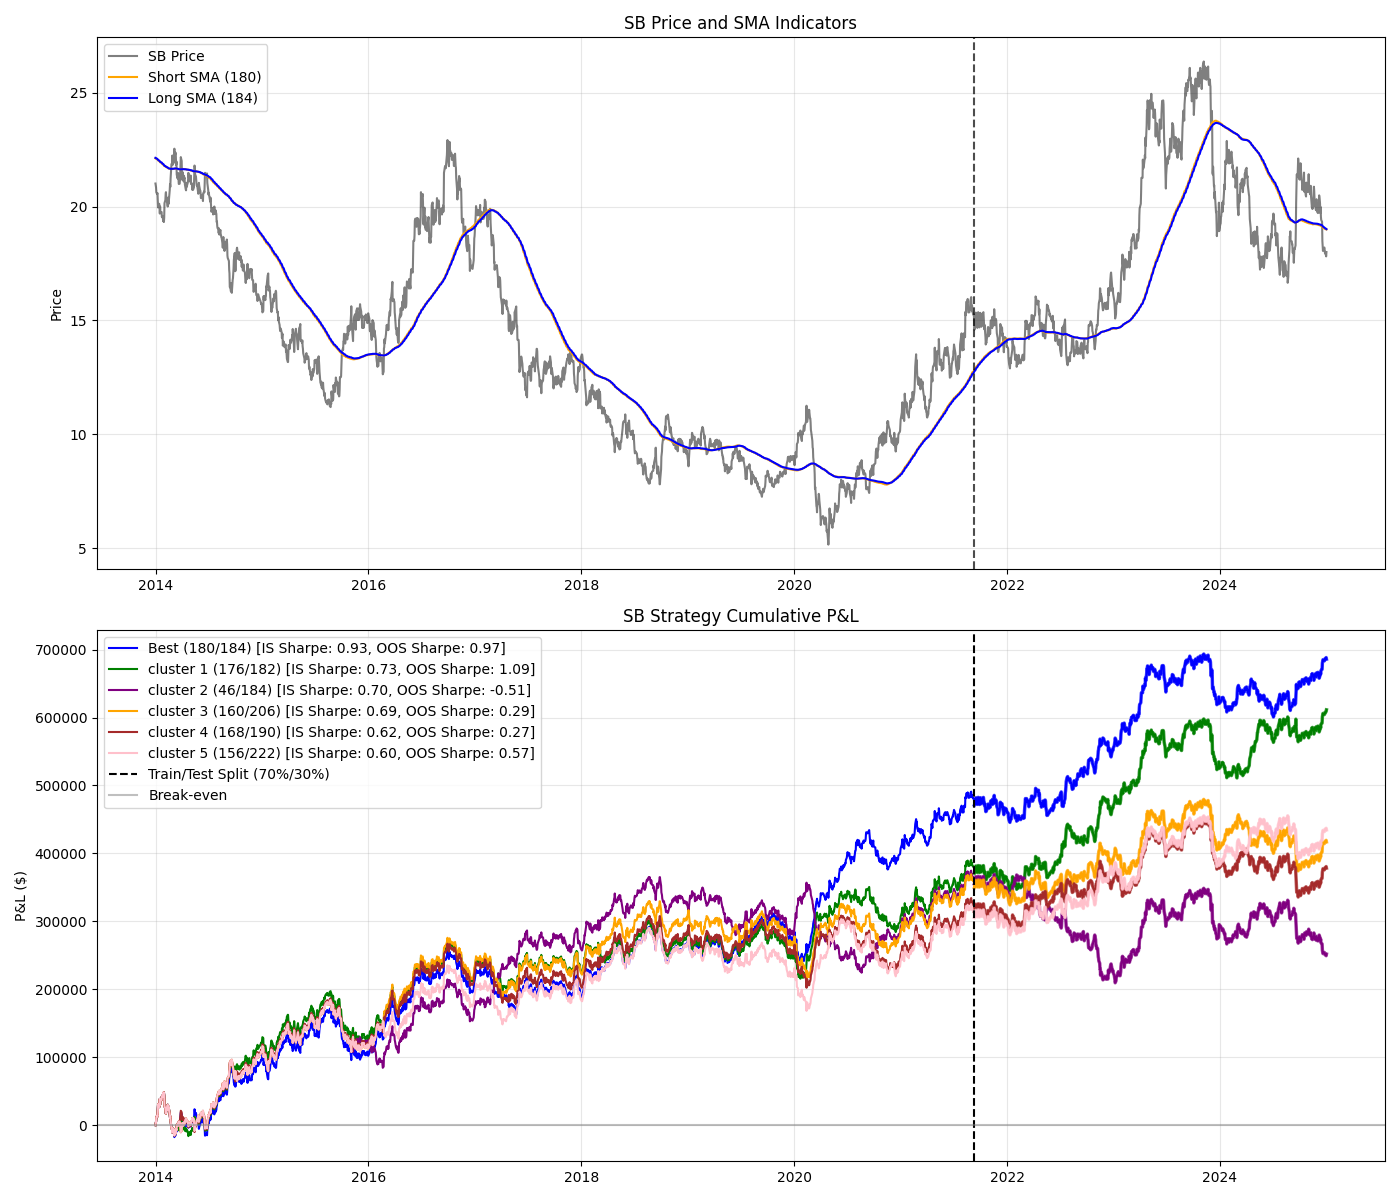 SB Price and SMA Indicators
SB Price
Short SMA (180)
Long SMA (184)
Price
25
20
15
10
5
2014 2016 2018 2020 2022 2024
SB Strategy Cumulative P&L
Best (180/184) [IS Sharpe: 0.93, OOS Sharpe: 0.97]
cluster 1 (176/182) [IS Sharpe: 0.73, OOS Sharpe: 1.09]
cluster 2 (46/184) [IS Sharpe: 0.70, OOS Sharpe: -0.51]
cluster 3 (160/206) [IS Sharpe: 0.69, OOS Sharpe: 0.29]
cluster 4 (168/190) [IS Sharpe: 0.62, OOS Sharpe: 0.27]
cluster 5 (156/222) [IS Sharpe: 0.60, OOS Sharpe: 0.57]
Train/Test Split (70%/30%)
Break-even
P&L ($)
700000
600000
500000
400000
300000
200000
100000
0
2014 2016 2018 2020 2022 2024